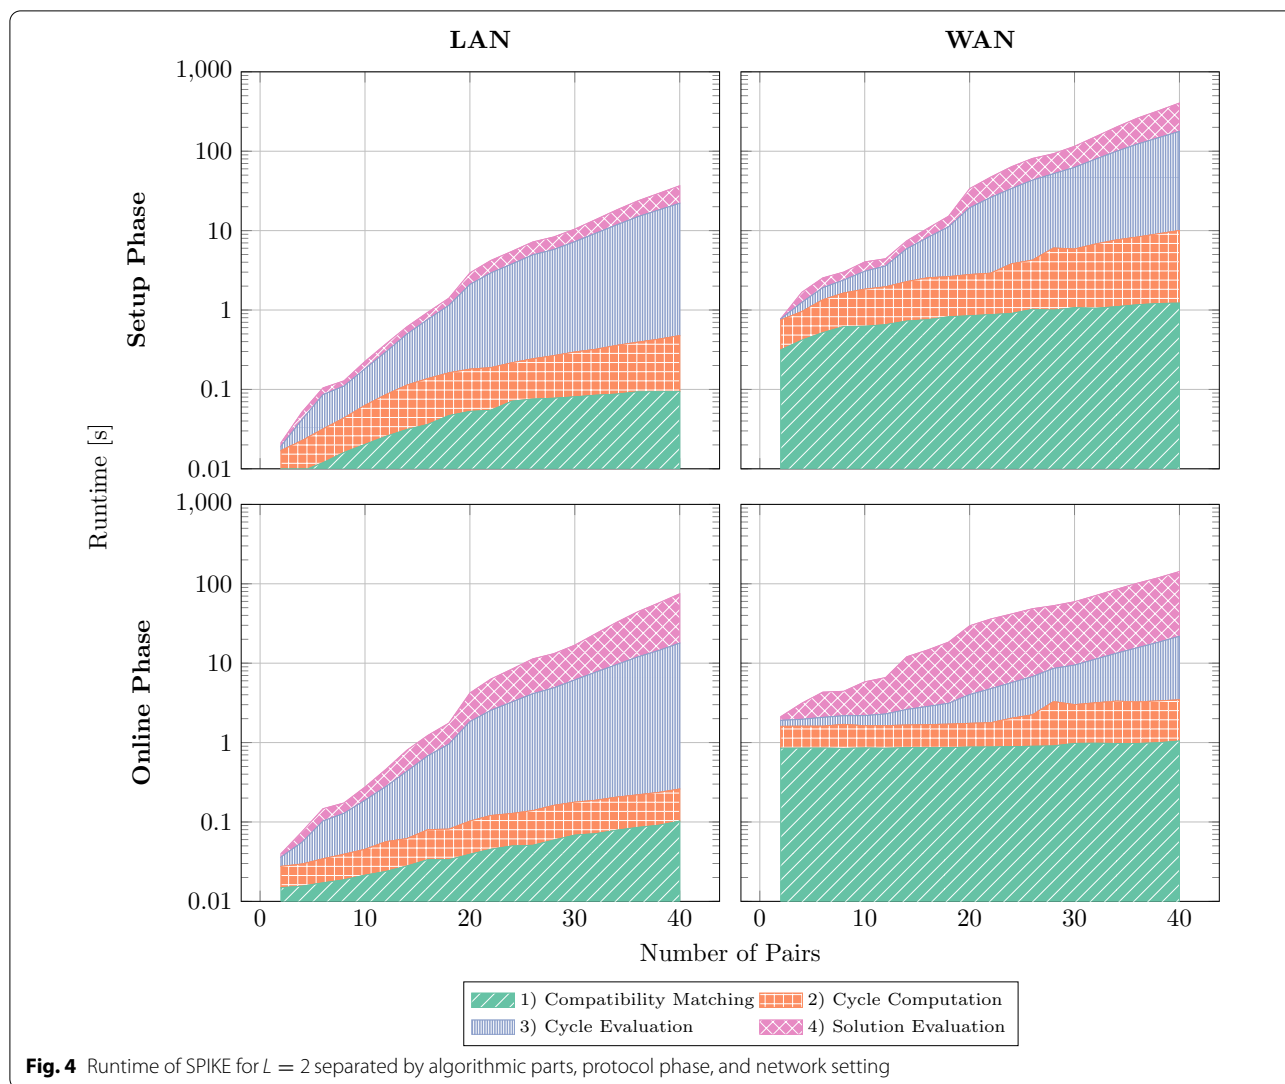 LAN
WAN
1,000
100
10
1
0.1
0.01
Setup Phase
Runtime [s]
1,000
100
10
1
0.1
0.01
Online Phase
0 10 20 30 40 0 10 20 30 40
Number of Pairs
1) Compatibility Matching 2) Cycle Computation
3) Cycle Evaluation 4) Solution Evaluation
Fig. 4 Runtime of SPIKE for L = 2 separated by algorithmic parts, protocol phase, and network setting